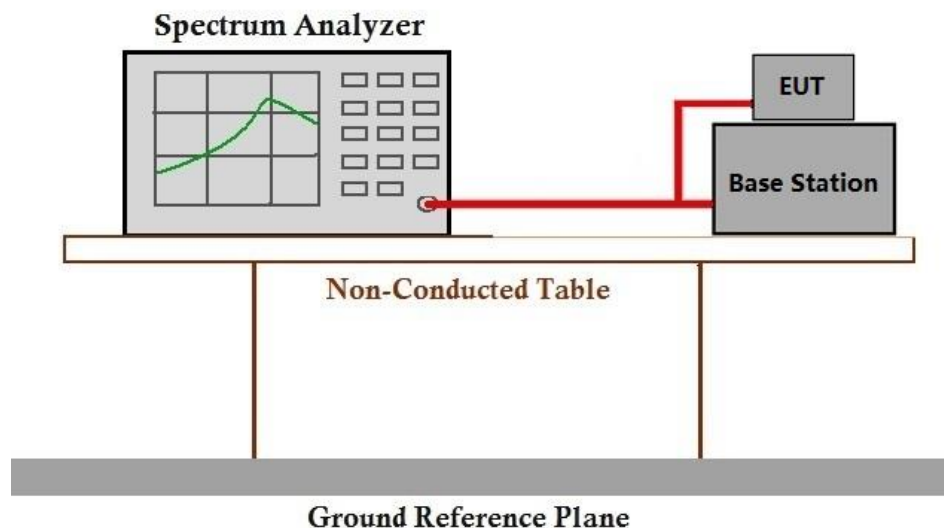 Spectrum Analyzer
EUT
Base Station
Non-Conducted Table
Ground Reference Plane